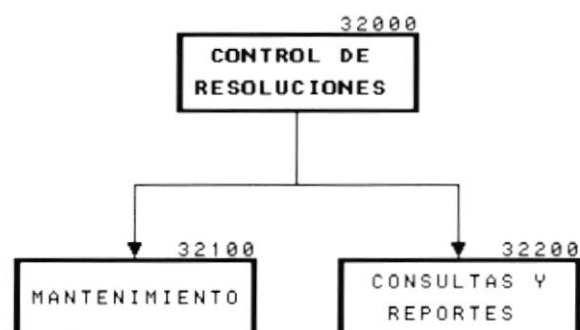 32000
CONTROL DE
RESOLUCIONES
32100
MANTENIMIENTO
32200
CONSULTAS Y
REPORTES